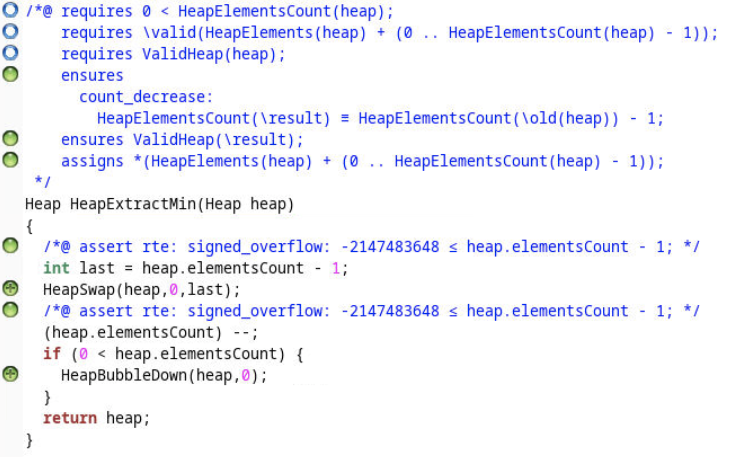 /*@ requires 0 < HeapElementsCount(heap);
requires \valid(HeapElements(heap) + (0 .. HeapElementsCount(heap) - 1));
requires ValidHeap(heap);
ensures
count_decrease:
HeapElementsCount(\result) ≡ HeapElementsCount(\old(heap)) - 1;
ensures ValidHeap(\result);
assigns *(HeapElements(heap) + (0 .. HeapElementsCount(heap) - 1));
*/
Heap HeapExtractMin(Heap heap)
{
/*@ assert rte: signed_overflow: -2147483648 ≤ heap.elementsCount - 1; */
int last = heap.elementsCount - 1;
HeapSwap(heap,0,last);
/*@ assert rte: signed_overflow: -2147483648 ≤ heap.elementsCount - 1; */
(heap.elementsCount) --;
if (0 < heap.elementsCount) {
HeapBubbleDown(heap,0);
}
return heap;
}